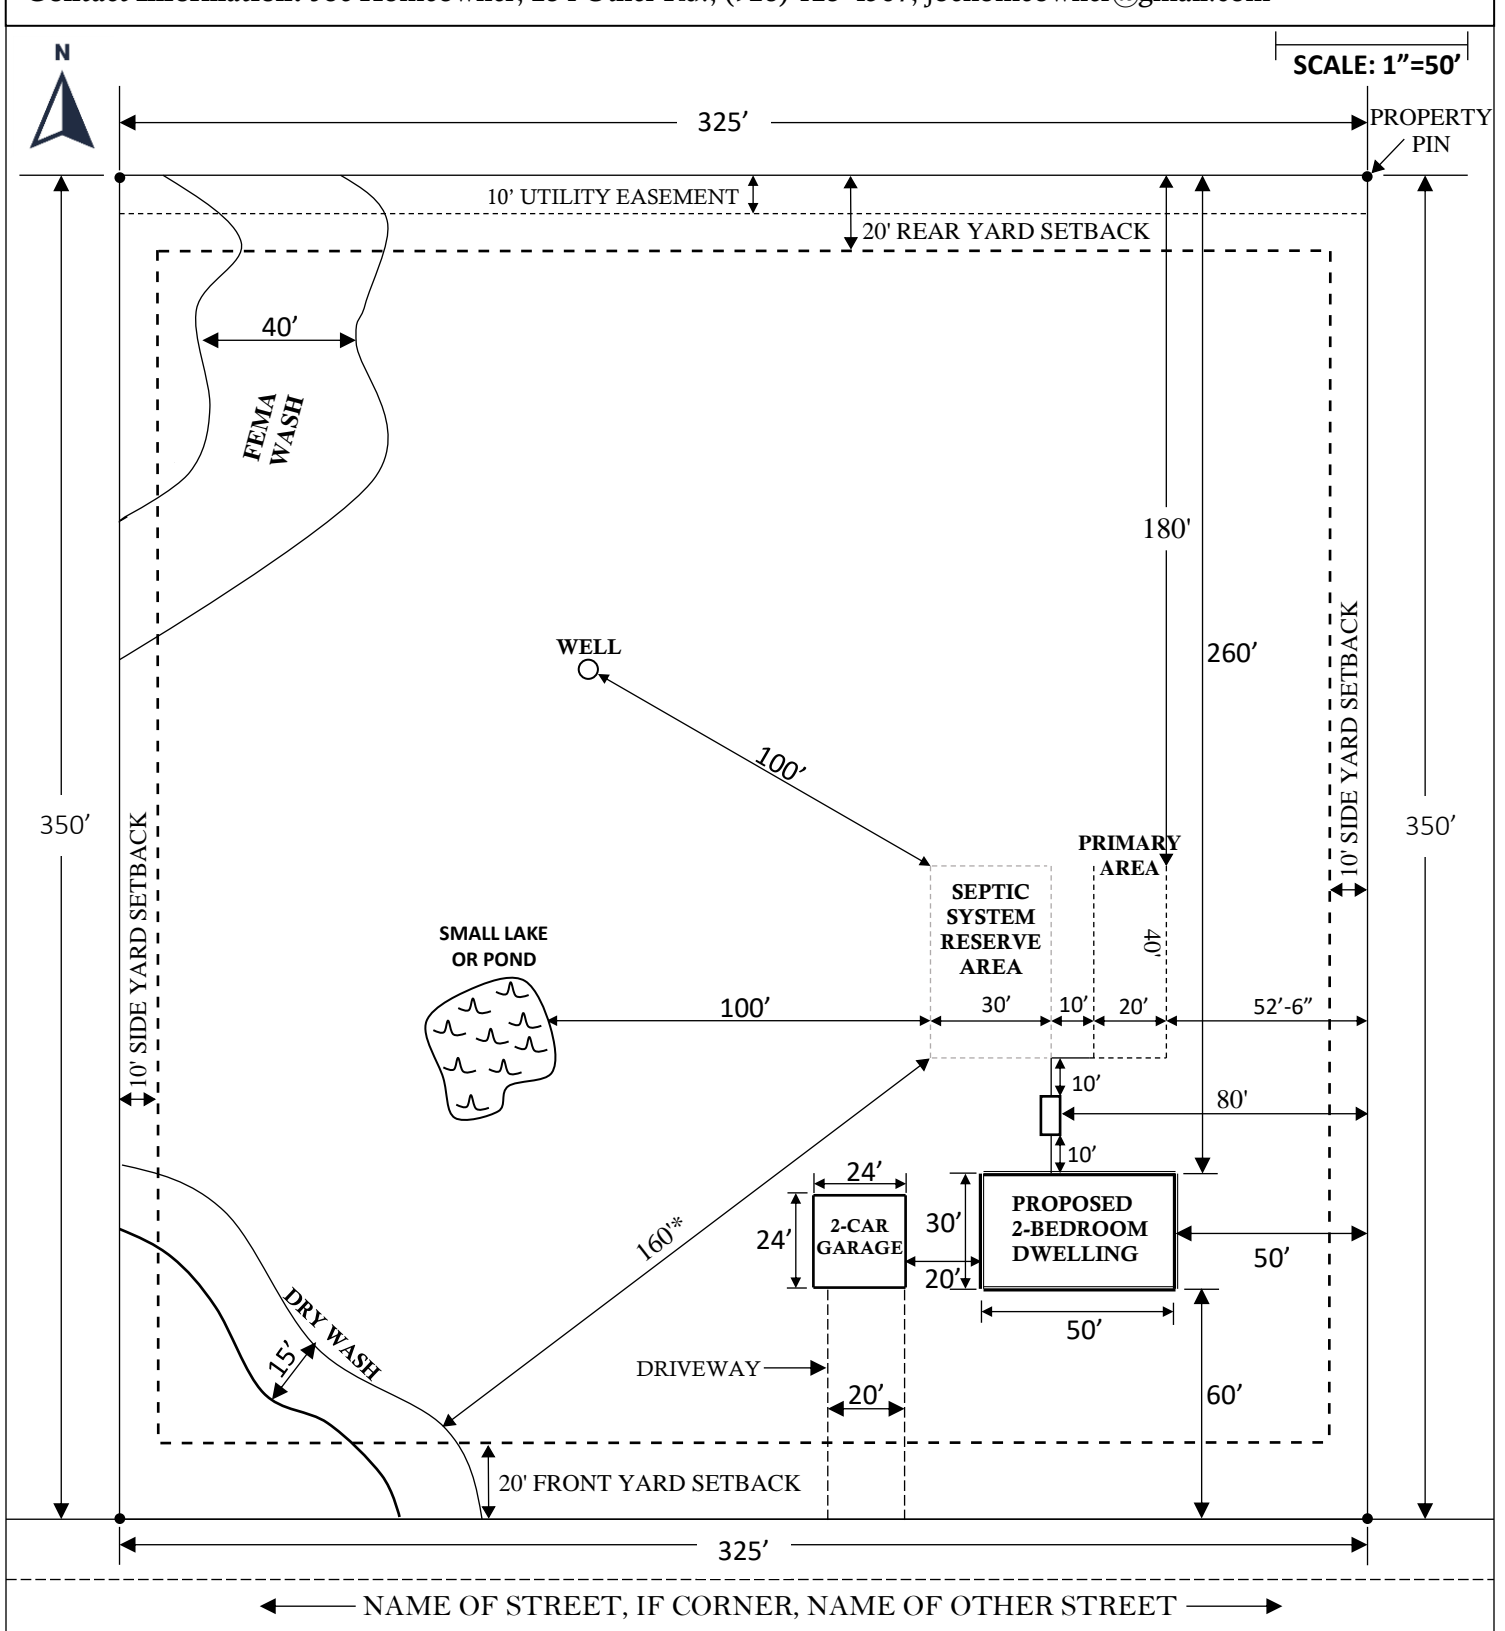 N
SCALE: 1”=50’
325’
PROPERTY
PIN
10’ UTILITY EASEMENT
20' REAR YARD SETBACK
40’
FEMA
WASH
180'
260’
WELL
100’
10' SIDE YARD SETBACK
350’
350’
10' SIDE YARD SETBACK
PRIMARY
AREA
SEPTIC
SYSTEM
RESERVE
AREA
40'
SMALL LAKE
OR POND
100’
30’
10’
20’
52’-6”
10’
80'
10’
24’
24’
2-CAR
GARAGE
30’
PROPOSED
2-BEDROOM
DWELLING
20’
50’
50’
160'*
DRY WASH
15’
DRIVEWAY
20’
60’
20' FRONT YARD SETBACK
325’
NAME OF STREET, IF CORNER, NAME OF OTHER STREET